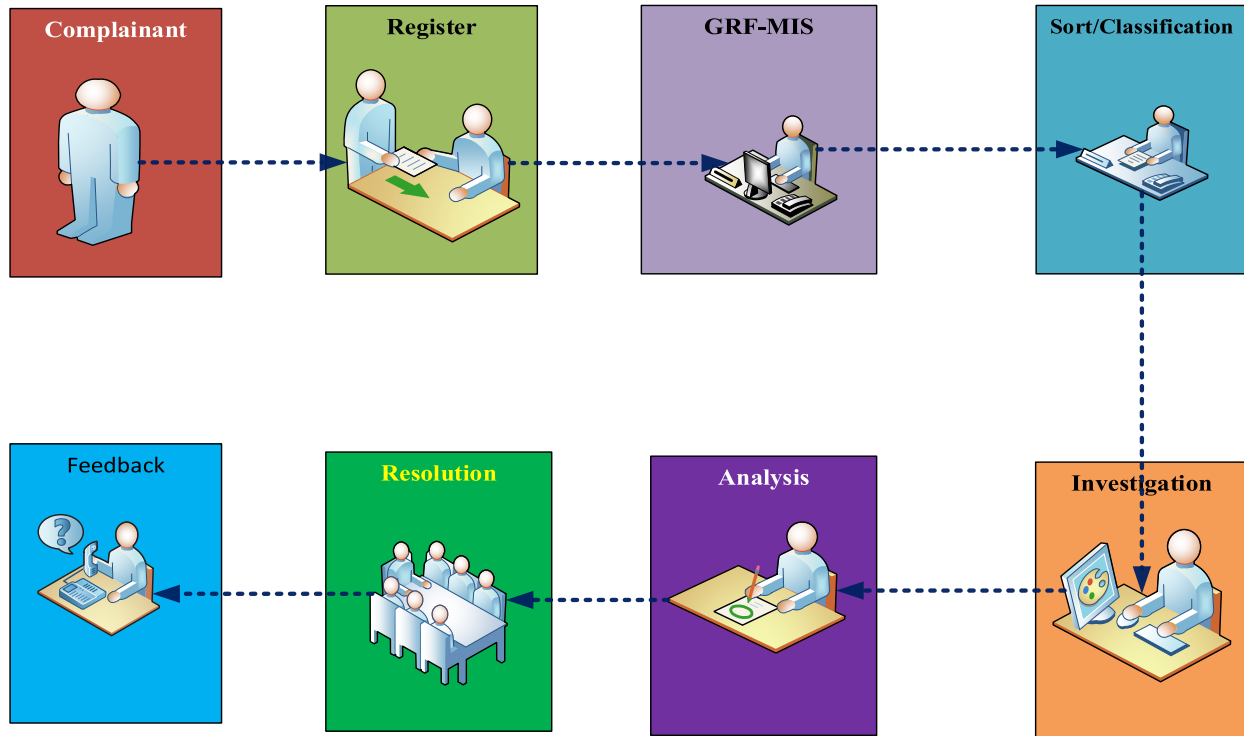 Complainant
Register
GRF-MIS
Sort/Classification
Feedback
Resolution
Analysis
Investigation
?